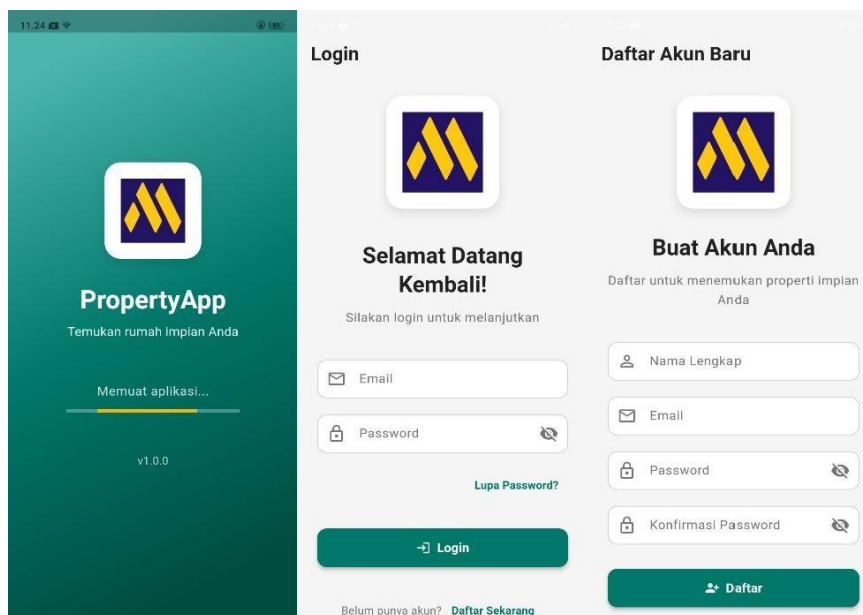 11.24
PropertyApp
Temukan rumah impian Anda
Memuat aplikasi...
v1.0.0
Login
Selamat Datang
Kembali!
Silakan login untuk melanjutkan
Email
Password
Lupa Password?
Login
Belum punya akun? Daftar Sekarang
Daftar Akun Baru
Buat Akun Anda
Daftar untuk menemukan properti impian
Anda
Nama Lengkap
Email
Password
Konfirmasi Password
Daftar